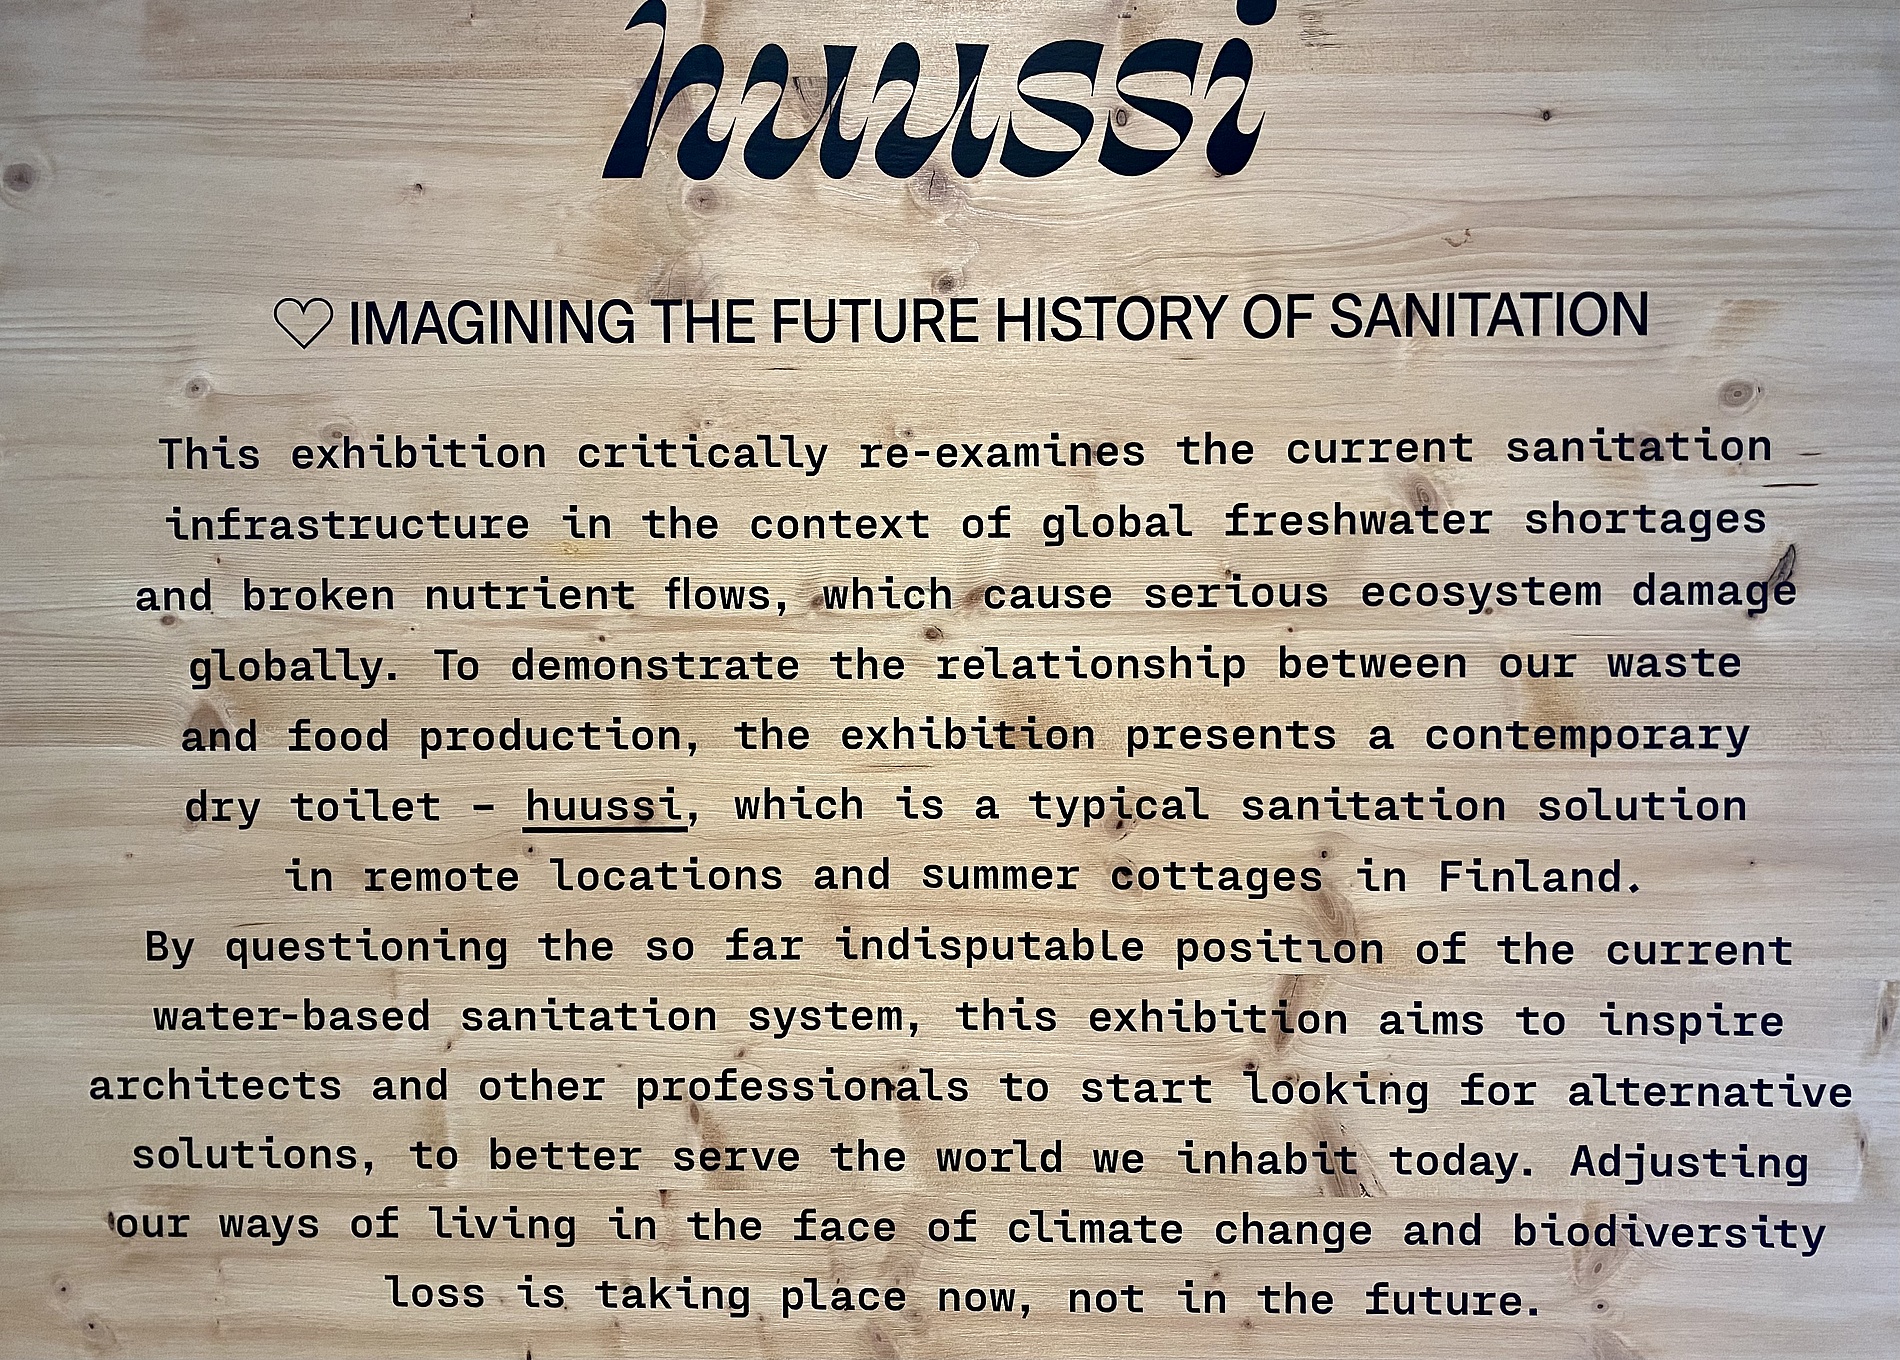 huussi
♡ IMAGINING THE FUTURE HISTORY OF SANITATION
This exhibition critically re-examines the current sanitation
infrastructure in the context of global freshwater shortages
and broken nutrient flows, which cause serious ecosystem damage
globally. To demonstrate the relationship between our waste
and food production, the exhibition presents a contemporary
dry toilet – huussi, which is a typical sanitation solution
in remote locations and summer cottages in Finland.
By questioning the so far indisputable position of the current
water-based sanitation system, this exhibition aims to inspire
architects and other professionals to start looking for alternative
solutions, to better serve the world we inhabit today. Adjusting
our ways of living in the face of climate change and biodiversity
loss is taking place now, not in the future.